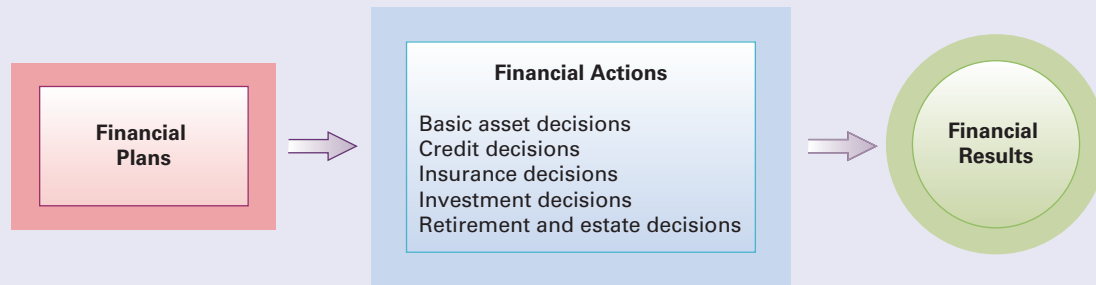 Financial
Plans
Financial Actions
Basic asset decisions
Credit decisions
Insurance decisions
Investment decisions
Retirement and estate decisions
Financial
Results